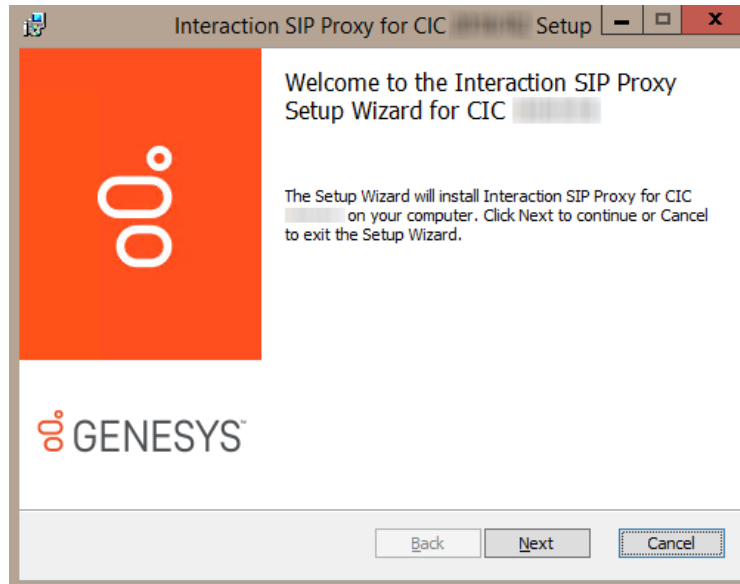 Interaction SIP Proxy for CIC Setup
Welcome to the Interaction SIP Proxy
Setup Wizard for CIC
The Setup Wizard will install Interaction SIP Proxy for CIC
on your computer. Click Next to continue or Cancel
to exit the Setup Wizard.
GENESYS™
Back Next Cancel